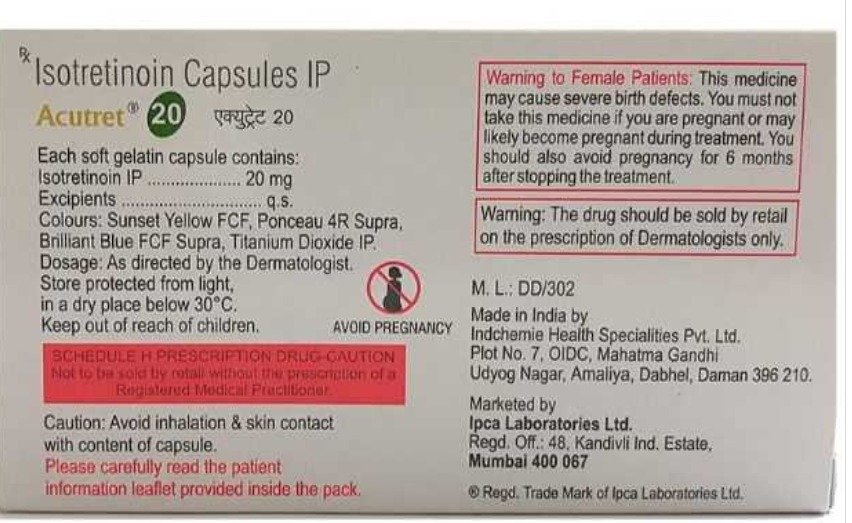 Rx Isotretinoin Capsules IP
Acutret® 20 एक्युट्रेट 20
Each soft gelatin capsule contains:
Isotretinoin IP ................... 20 mg
Excipients ............................ q.s.
Colours: Sunset Yellow FCF, Ponceau 4R Supra,
Brilliant Blue FCF Supra, Titanium Dioxide IP.
Dosage: As directed by the Dermatologist.
Store protected from light,
in a dry place below 30°C.
Keep out of reach of children.
AVOID PREGNANCY
SCHEDULE H PRESCRIPTION DRUG-CAUTION
Not to be sold by retail without the prescription of a
Registered Medical Practitioner.
Caution: Avoid inhalation & skin contact
with content of capsule.
Please carefully read the patient
information leaflet provided inside the pack.
Warning to Female Patients: This medicine
may cause severe birth defects. You must not
take this medicine if you are pregnant or may
likely become pregnant during treatment. You
should also avoid pregnancy for 6 months
after stopping the treatment.
Warning: The drug should be sold by retail
on the prescription of Dermatologists only.
M. L.: DD/302
Made in India by
Indchemie Health Specialities Pvt. Ltd.
Plot No. 7, OIDC, Mahatma Gandhi
Udyog Nagar, Amaliya, Dabhel, Daman 396 210.
Marketed by
Ipca Laboratories Ltd.
Regd. Off.: 48, Kandivli Ind. Estate,
Mumbai 400 067
® Regd. Trade Mark of Ipca Laboratories Ltd.